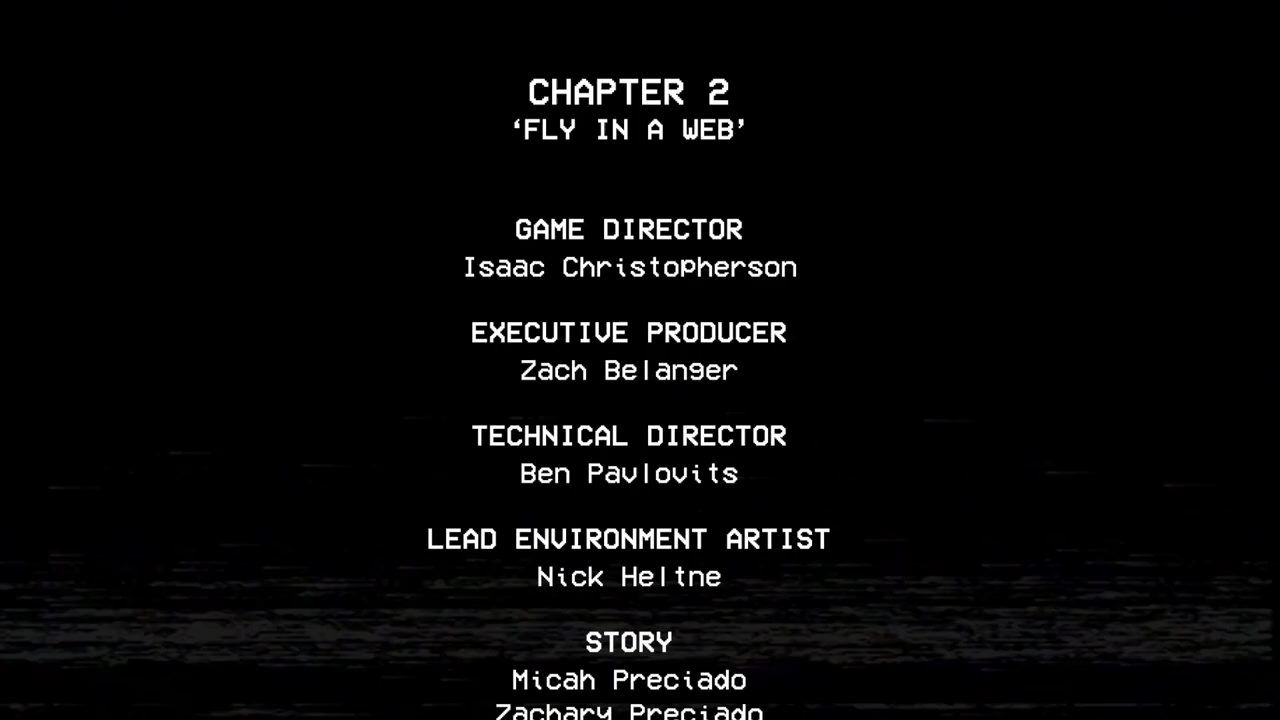 CHAPTER 2
‘FLY IN A WEB’
GAME DIRECTOR
Isaac Christopherson
EXECUTIVE PRODUCER
Zach Belanger
TECHNICAL DIRECTOR
Ben Pavlovits
LEAD ENVIRONMENT ARTIST
Nick Heltne
STORY
Micah Preciado
Zachary Preciado